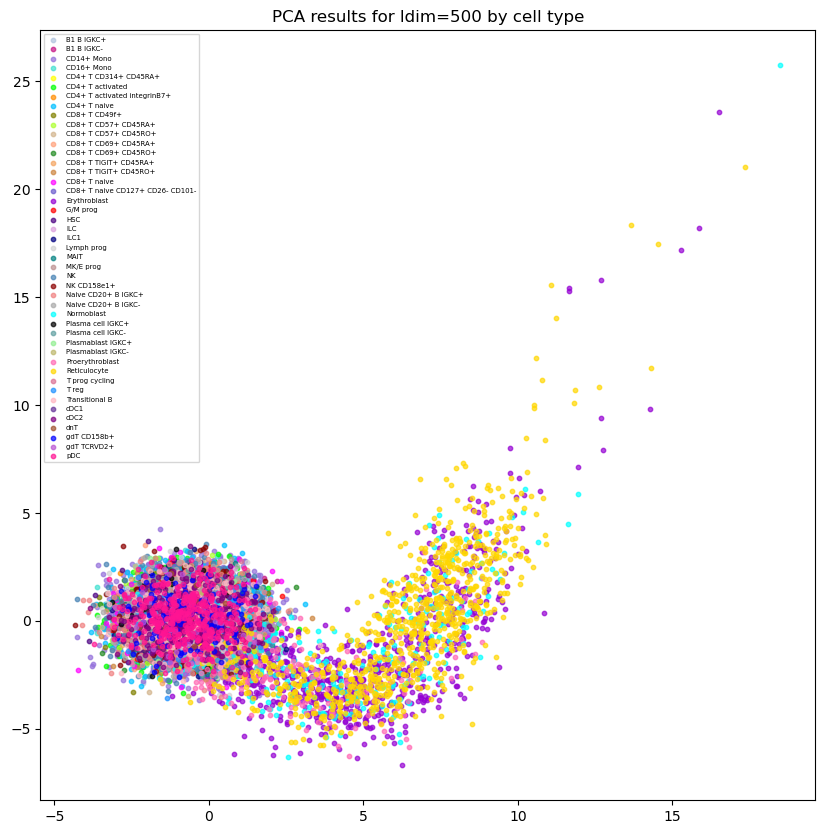 PCA results for ldim=500 by cell type
B1 B IGKC+
B1 B IGKC-
CD14+ Mono
CD16+ Mono
CD4+ T CD314+ CD45RA+
CD4+ T activated
CD4+ T activated integrinB7+
CD4+ T naive
CD8+ T CD49f+
CD8+ T CD57+ CD45RA+
CD8+ T CD57+ CD45RO+
CD8+ T CD69+ CD45RA+
CD8+ T CD69+ CD45RO+
CD8+ T TIGIT+ CD45RA+
CD8+ T TIGIT+ CD45RO+
CD8+ T naive
CD8+ T naive CD127+ CD26- CD101-
Erythroblast
G/M prog
HSC
ILC
ILC1
Lymph prog
MAIT
MK/E prog
NK
NK CD158e1+
Naive CD20+ B IGKC+
Naive CD20+ B IGKC-
Normoblast
Plasma cell IGKC+
Plasma cell IGKC-
Plasmablast IGKC+
Plasmablast IGKC-
Proerythroblast
Reticulocyte
T prog cycling
T reg
Transitional B
cDC1
cDC2
dnT
gdT CD158b+
gdT TCRVD2+
pDC
25
20
15
10
5
0
−5
−5 0 5 10 15